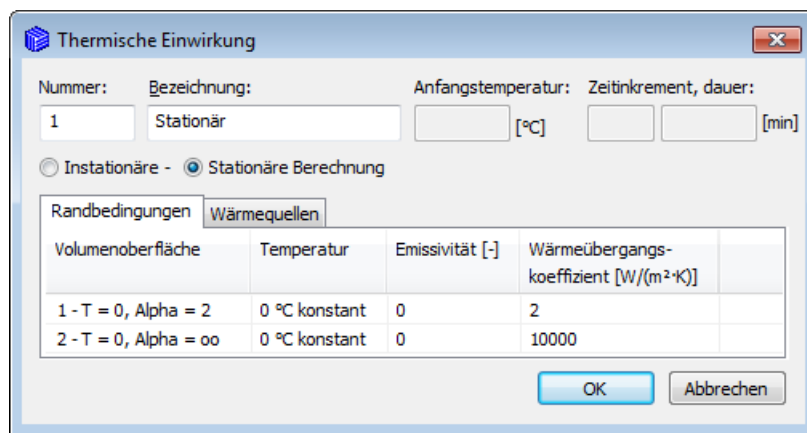 Thermische Einwirkung
Nummer: Bezeichnung: Anfangstemperatur: Zeitinkrement, dauer:
1 Stationär [°C] [min]
Instationäre - Stationäre Berechnung
Randbedingungen Wärmequellen
Volumenoberfläche Temperatur Emissivität [-] Wärmeübergangs-
koeffizient [W/(m²·K)]
1 - T = 0, Alpha = 2 0 °C konstant 0 2
2 - T = 0, Alpha = oo 0 °C konstant 0 10000
OK Abbrechen